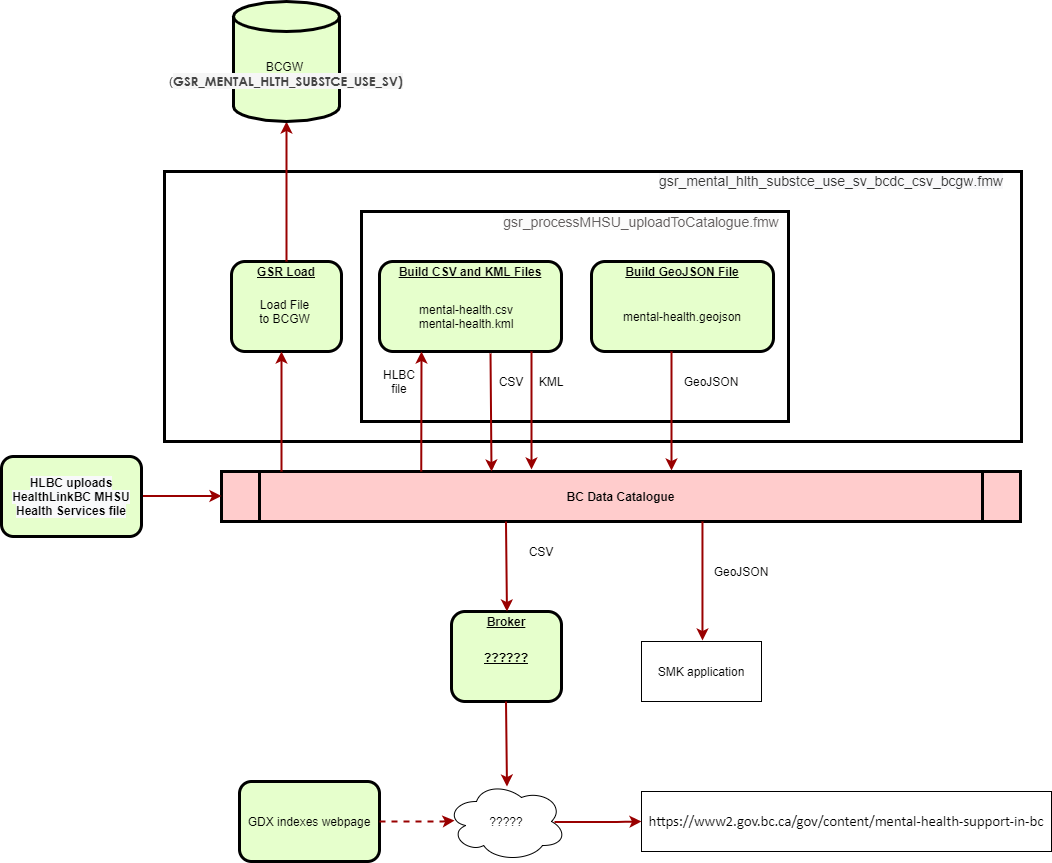 BCGW
(GSR_MENTAL_HLTH_SUBSTCE_USE_SV)
gsr_mental_hlth_substce_use_sv_bcdc_csv_bcgw.fmw
gsr_processMHSU_uploadToCatalogue.fmw
GSR Load
Load File
to BCGW
Build CSV and KML Files
mental-health.csv
mental-health.kml
Build GeoJSON File
mental-health.geojson
HLBC
file
CSV
KML
GeoJSON
HLBC uploads
HealthLinkBC MHSU
Health Services file
BC Data Catalogue
CSV
GeoJSON
Broker
??????
SMK application
GDX indexes webpage
?????
https://www2.gov.bc.ca/gov/content/mental-health-support-in-bc